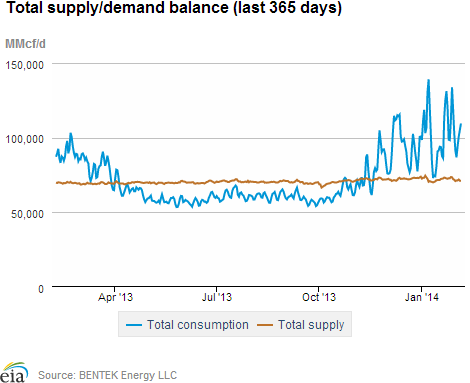 Total supply/demand balance (last 365 days)
MMcf/d
150,000
100,000
50,000
0
Apr '13 Jul '13 Oct '13 Jan '14
Total consumption Total supply
eia Source: BENTEK Energy LLC